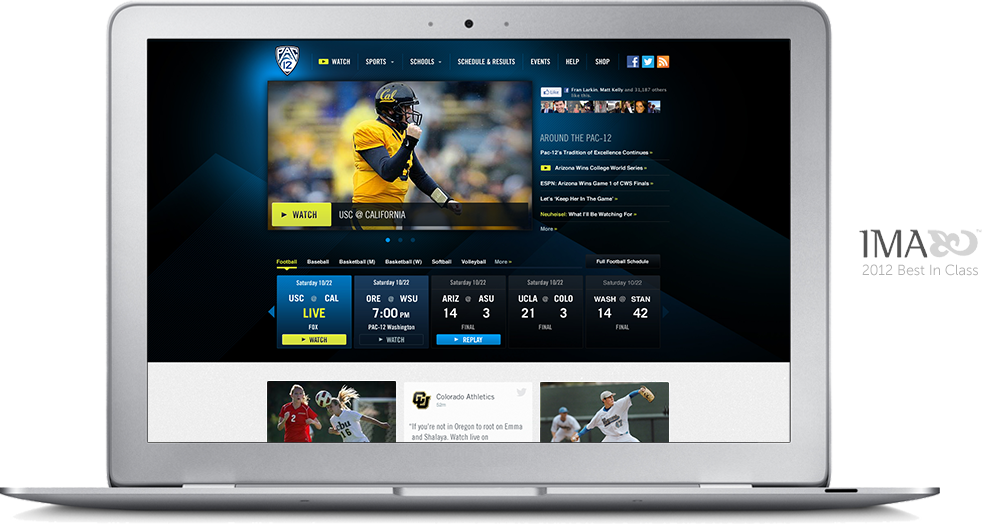 PAC
12
WATCH
SPORTS
SCHOOLS
SCHEDULE & RESULTS
EVENTS
HELP
SHOP
Like
Fran Larkin, Matt Kelly and 31,187 others
like this.
Cal
WATCH
USC @ CALIFORNIA
AROUND THE PAC-12
Pac-12's Tradition of Excellence Continues »
Arizona Wins College World Series »
ESPN: Arizona Wins Game 1 of CWS Finals »
Let's 'Keep Her In The Game' »
Neuheisel: What I'll Be Watching For »
More »
Football Baseball Basketball (M) Basketball (W) Softball Volleyball More »
Full Football Schedule
Saturday 10/22
USC @ CAL
LIVE
FOX
WATCH
Saturday 10/22
ORE @ WSU
7:00 PM
PAC-12 Washington
WATCH
Saturday 10/22
ARIZ @ ASU
14 3
FINAL
REPLAY
Saturday 10/22
UCLA @ COLO
21 3
FINAL
Saturday 10/22
WASH @ STAN
14 42
FINAL
2
16
Colorado Athletics
"If you're not in Oregon to root on Emma
and Shalaya. Watch live on
47
IMA
2012 Best In Class